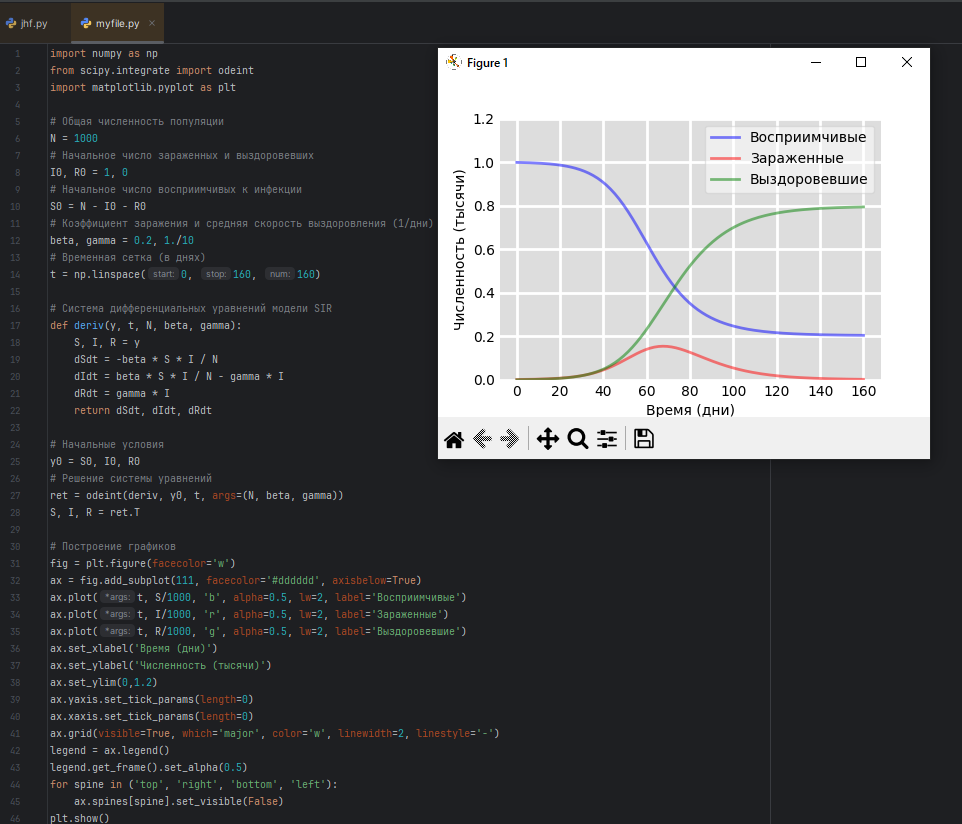 jhf.py
myfile.py
1 import numpy as np
2 from scipy.integrate import odeint
3 import matplotlib.pyplot as plt
4
5 # Общая численность популяции
6 N = 1000
7 # Начальное число зараженных и выздоровевших
8 I0, R0 = 1, 0
9 # Начальное число восприимчивых к инфекции
10 S0 = N - I0 - R0
11 # Коэффициент заражения и средняя скорость выздоровления (1/дни)
12 beta, gamma = 0.2, 1./10
13 # Временная сетка (в днях)
14 t = np.linspace( start: 0, stop: 160, num: 160)
15
16 # Система дифференциальных уравнений модели SIR
17 def deriv(y, t, N, beta, gamma):
18     S, I, R = y
19     dSdt = -beta * S * I / N
20     dIdt = beta * S * I / N - gamma * I
21     dRdt = gamma * I
22     return dSdt, dIdt, dRdt
23
24 # Начальные условия
25 y0 = S0, I0, R0
26 # Решение системы уравнений
27 ret = odeint(deriv, y0, t, args=(N, beta, gamma))
28 S, I, R = ret.T
29
30 # Построение графиков
31 fig = plt.figure(facecolor='w')
32 ax = fig.add_subplot(111, facecolor='#dddddd', axisbelow=True)
33 ax.plot( *args: t, S/1000, 'b', alpha=0.5, lw=2, label='Восприимчивые')
34 ax.plot( *args: t, I/1000, 'r', alpha=0.5, lw=2, label='Зараженные')
35 ax.plot( *args: t, R/1000, 'g', alpha=0.5, lw=2, label='Выздоровевшие')
36 ax.set_xlabel('Время (дни)')
37 ax.set_ylabel('Численность (тысячи)')
38 ax.set_ylim(0,1.2)
39 ax.yaxis.set_tick_params(length=0)
40 ax.xaxis.set_tick_params(length=0)
41 ax.grid(visible=True, which='major', color='w', linewidth=2, linestyle='-')
42 legend = ax.legend()
43 legend.get_frame().set_alpha(0.5)
44 for spine in ('top', 'right', 'bottom', 'left'):
45     ax.spines[spine].set_visible(False)
46 plt.show()
Figure 1
Численность (тысячи)
1.2
1.0
0.8
0.6
0.4
0.2
0.0
Восприимчивые
Зараженные
Выздоровевшие
0 20 40 60 80 100 120 140 160
Время (дни)